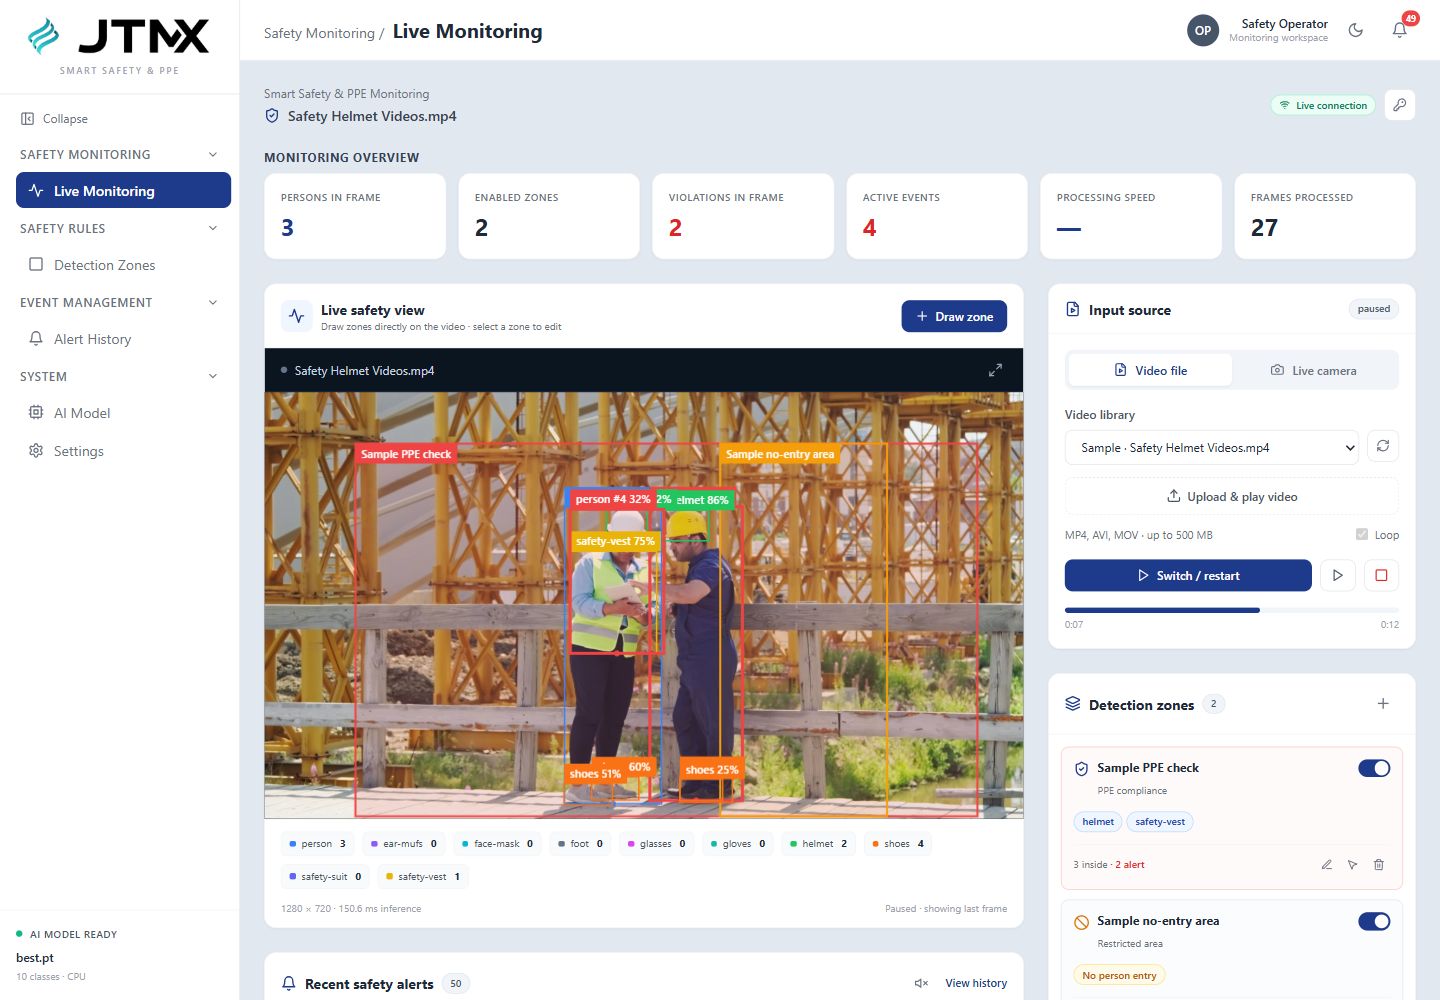 JTNX
SMART SAFETY & PPE
Collapse
SAFETY MONITORING
Live Monitoring
SAFETY RULES
Detection Zones
EVENT MANAGEMENT
Alert History
SYSTEM
AI Model
Settings
AI MODEL READY
best.pt
10 classes · CPU
Safety Monitoring / Live Monitoring
OP
Safety Operator
Monitoring workspace
49
Smart Safety & PPE Monitoring
Safety Helmet Videos.mp4
Live connection
MONITORING OVERVIEW
PERSONS IN FRAME
3
ENABLED ZONES
2
VIOLATIONS IN FRAME
2
ACTIVE EVENTS
4
PROCESSING SPEED
—
FRAMES PROCESSED
27
Live safety view
Draw zones directly on the video · select a zone to edit
Draw zone
Safety Helmet Videos.mp4
Sample PPE check
Sample no-entry area
person #4 32% 2% elmet 86%
safety-vest 75%
shoes 51% 60%
shoes 25%
person 3 ear-mufs 0 face-mask 0 foot 0 glasses 0 gloves 0 helmet 2 shoes 4
safety-suit 0 safety-vest 1
1280 × 720 · 150.6 ms inference
Paused · showing last frame
Recent safety alerts 50
View history
Input source
paused
Video file
Live camera
Video library
Sample · Safety Helmet Videos.mp4
Upload & play video
MP4, AVI, MOV · up to 500 MB
Loop
Switch / restart
0:07
0:12
Detection zones 2
Sample PPE check
PPE compliance
helmet safety-vest
3 inside · 2 alert
Sample no-entry area
Restricted area
No person entry